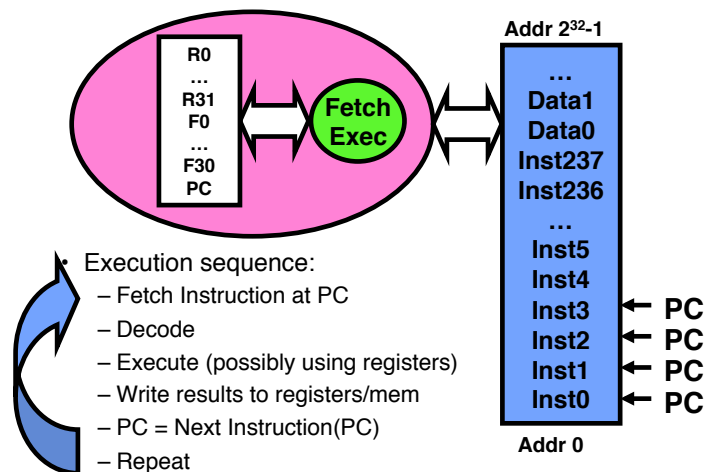 R0
…
R31
F0
…
F30
PC
Fetch
Exec
Addr 2³²-1
…
Data1
Data0
Inst237
Inst236
…
Inst5
Inst4
Inst3
Inst2
Inst1
Inst0
Addr 0
PC
PC
PC
PC
• Execution sequence:
– Fetch Instruction at PC
– Decode
– Execute (possibly using registers)
– Write results to registers/mem
– PC = Next Instruction(PC)
– Repeat